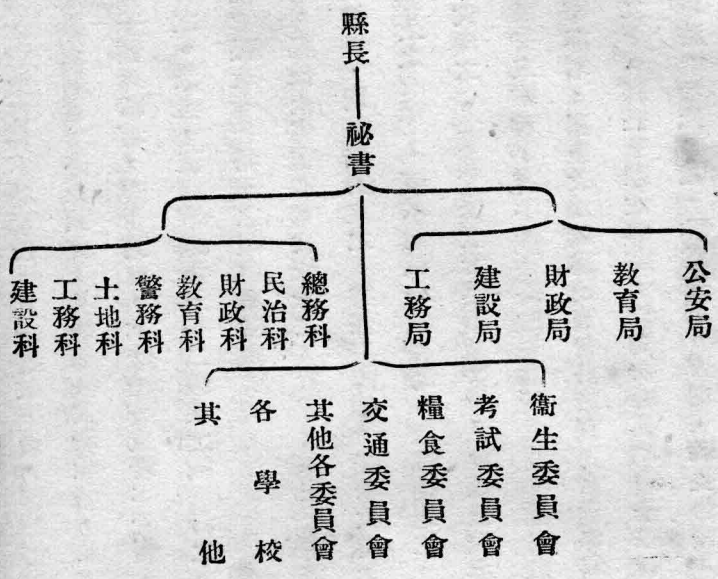 縣長
祕書
公安局
教育局
財政局
建設局
工務局
總務科
民治科
財政科
教育科
警務科
土地科
工務科
建設科
衞生委員會
考試委員會
糧食委員會
交通委員會
其他各委員會
各學校
其他